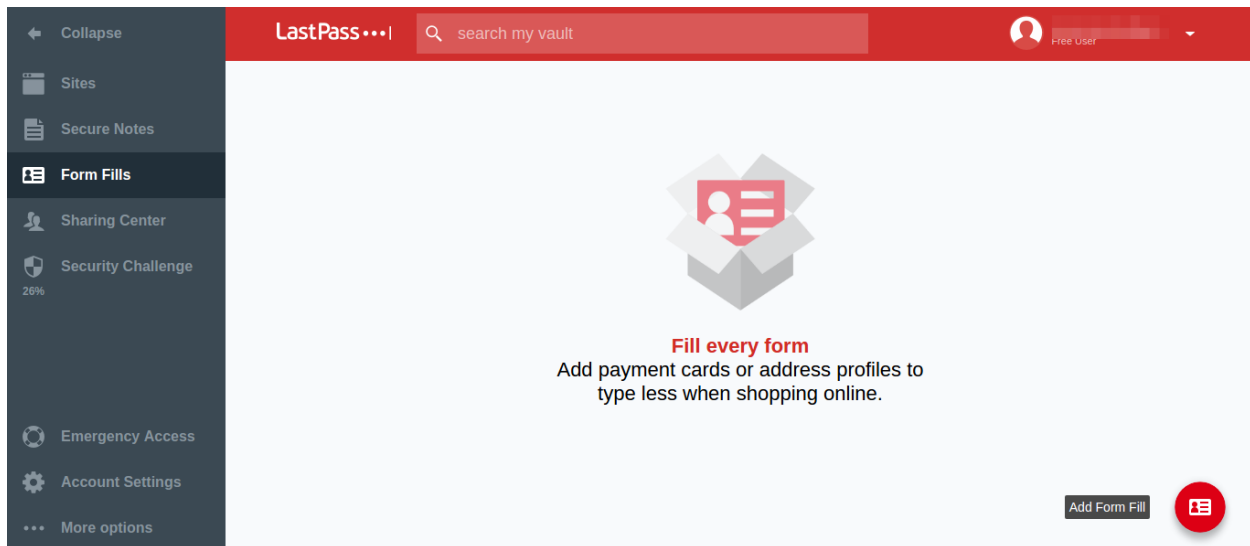 Collapse
Sites
Secure Notes
Form Fills
Sharing Center
Security Challenge
26%
Emergency Access
Account Settings
More options
LastPass
search my vault
Free User
Fill every form
Add payment cards or address profiles to
type less when shopping online.
Add Form Fill